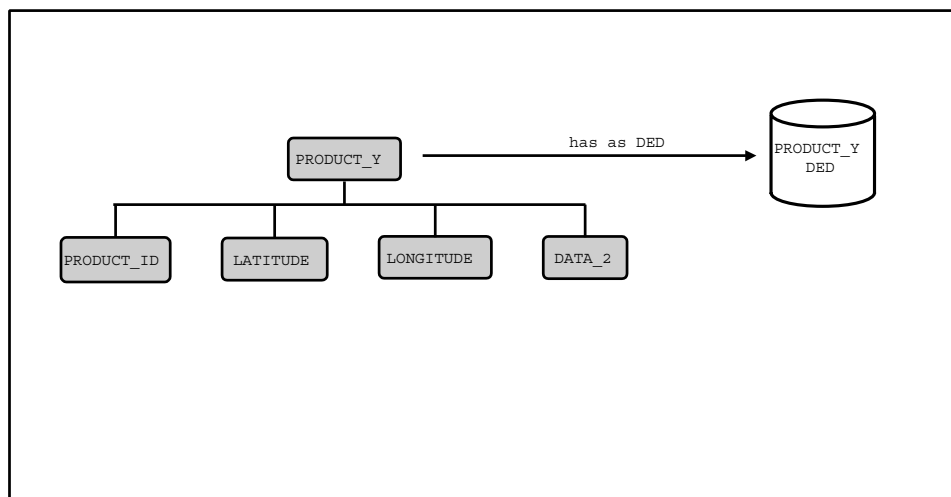 has as DED
PRODUCT_Y
PRODUCT_Y
DED
PRODUCT_ID
LATITUDE
LONGITUDE
DATA_2